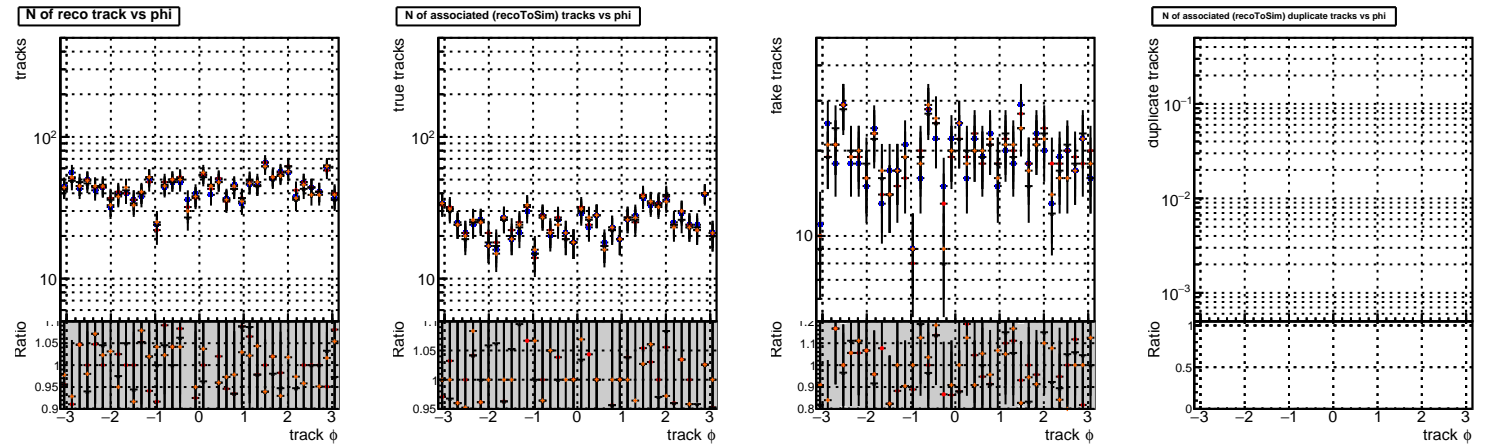 N of reco track vs phi
tracks
10²
10
Ratio
1.1
1.05
1
0.95
0.9
−3 −2 −1 0 1 2 3
track ϕ
N of associated (recoToSim) tracks vs phi
true tracks
10²
10
Ratio
1.1
1.05
1
0.95
−3 −2 −1 0 1 2 3
track ϕ
fake tracks
10
Ratio
1.2
1.1
1
0.9
0.8
−3 −2 −1 0 1 2 3
track ϕ
N of associated (recoToSim) duplicate tracks vs phi
duplicate tracks
10⁻¹
10⁻²
10⁻³
Ratio
1
0.5
0
−3 −2 −1 0 1 2 3
track ϕ